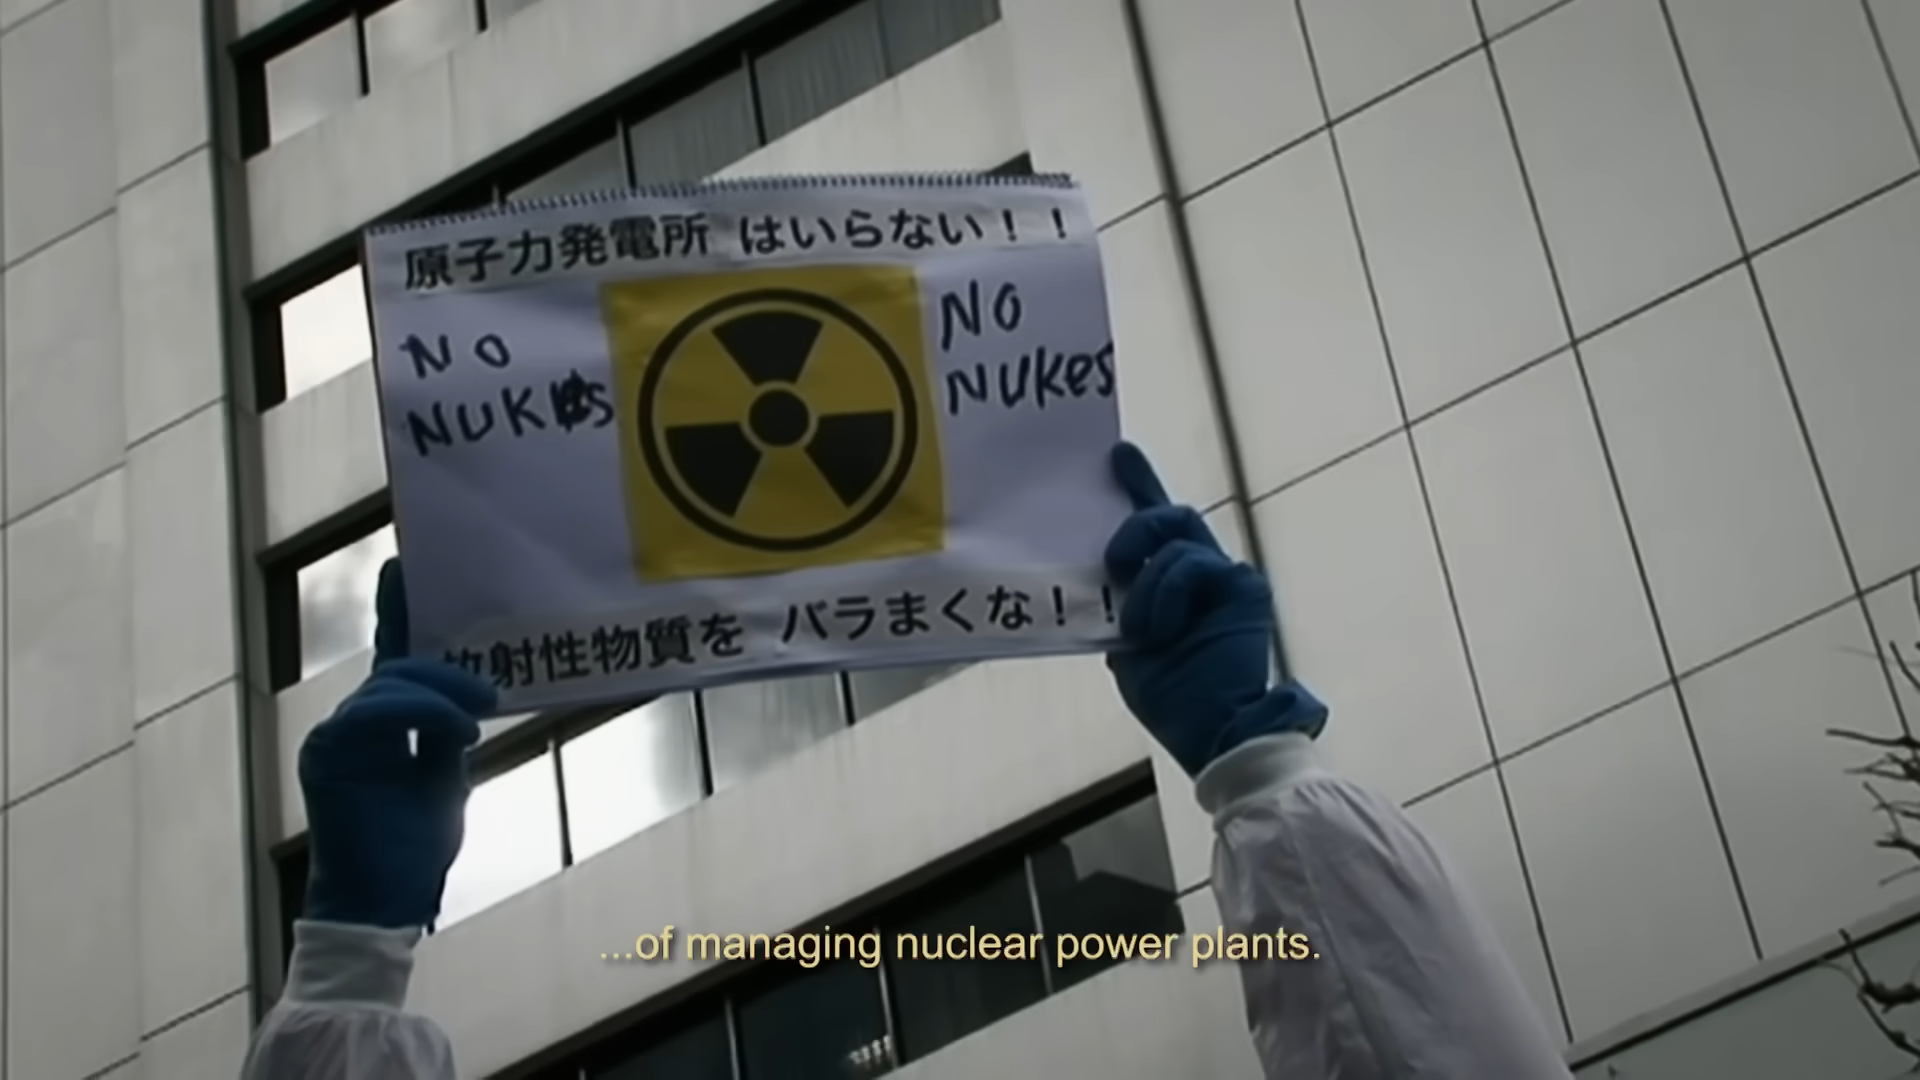 原子力発電所 はいらない！！
NO
NUKES
NO
NUKES
放射性物質を バラまくな！！
...of managing nuclear power plants.